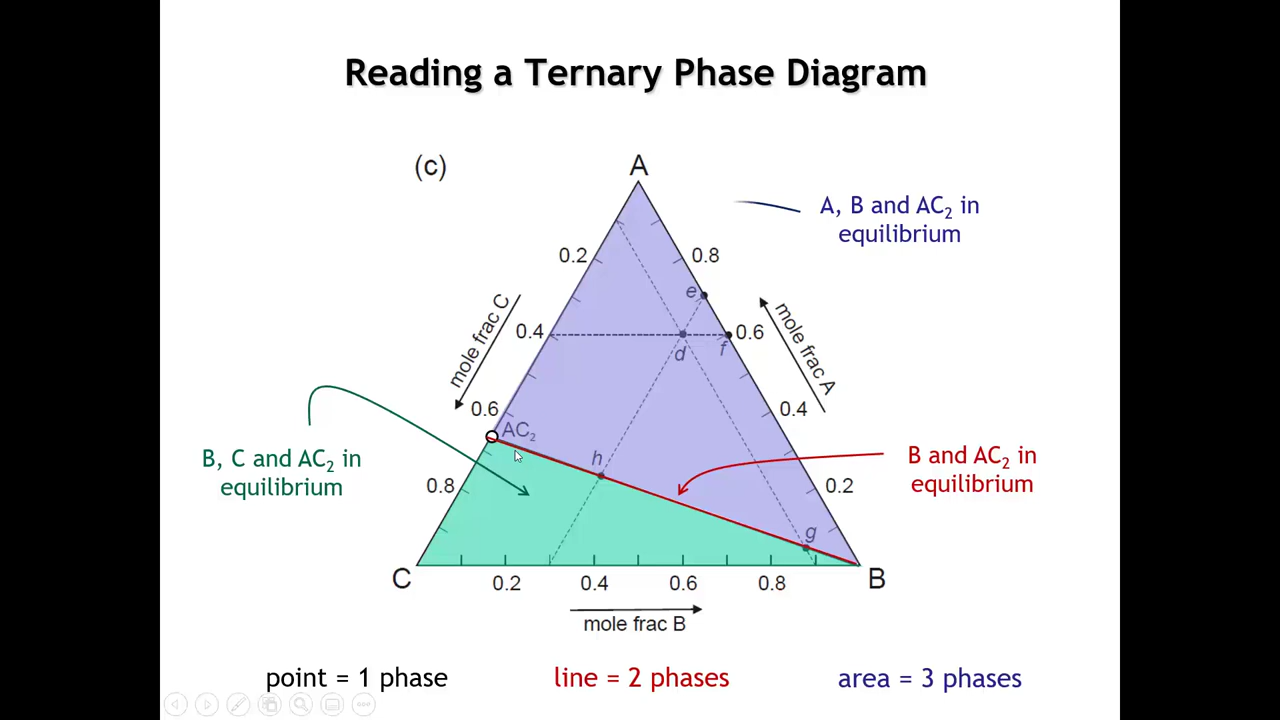 Reading a Ternary Phase Diagram
(c)
A
A, B and AC₂ in
equilibrium
0.2
0.8
e
mole frac C
0.4
0.6
mole frac A
d
f
0.6
0.4
AC₂
B, C and AC₂ in
equilibrium
h
B and AC₂ in
equilibrium
0.8
0.2
g
C
B
0.2
0.4
0.6
0.8
mole frac B
point = 1 phase
line = 2 phases
area = 3 phases